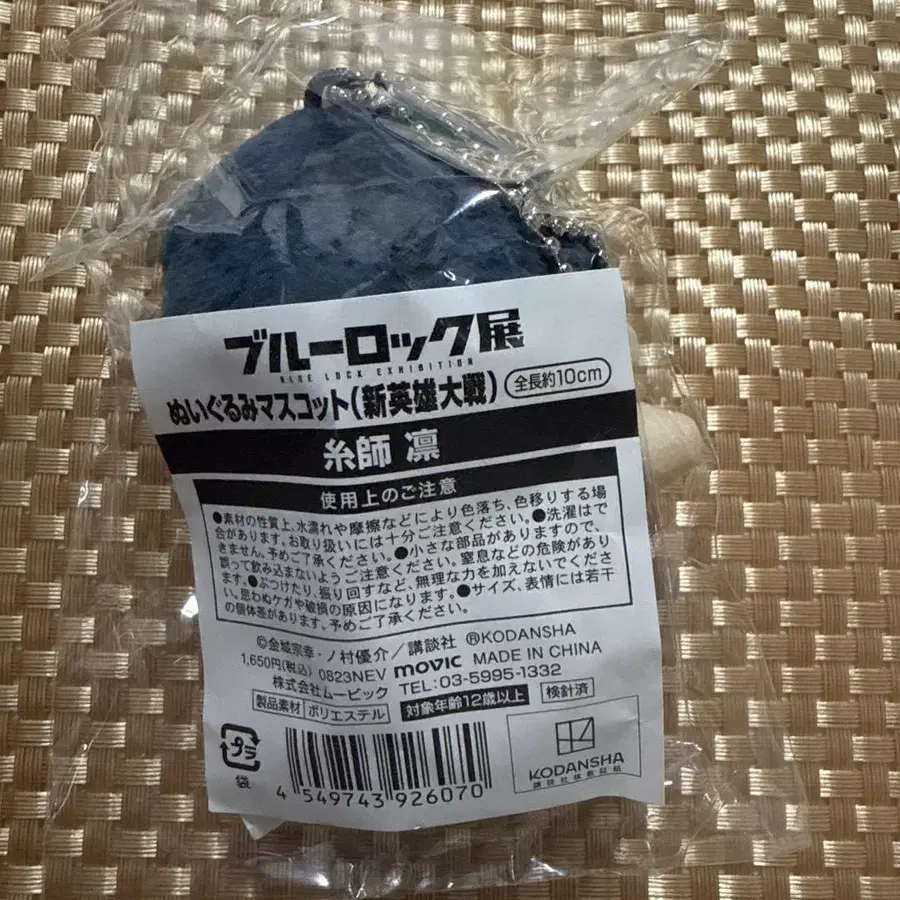 ブルーロック展
BLUE LOCK EXHIBITION
ぬいぐるみマスコット(新英雄大戦) 全長約10cm
糸師 凛
使用上のご注意
●素材の性質上、水濡れや摩擦などにより色落ち、色移りする場
合があります。お取り扱いには十分ご注意ください。●洗濯はで
きません。予めご了承ください。●小さな部品がありますので、
誤って飲み込まないようご注意ください。窒息などの危険があり
ます。●ぶつけたり、振り回すなど、無理な力を加えないでくださ
い。思わぬケガや破損の原因になります。●サイズ、表情には若干
の個体差があります。予めご了承ください。
©金城宗幸・ノ村優介/講談社 ®KODANSHA
1,650円(税込) 0823NEV movic MADE IN CHINA
株式会社ムービック TEL:03-5995-1332
製品素材 ポリエステル 対象年齢12歳以上 検針済
プラ
袋
4 549743 926070
KODANSHA